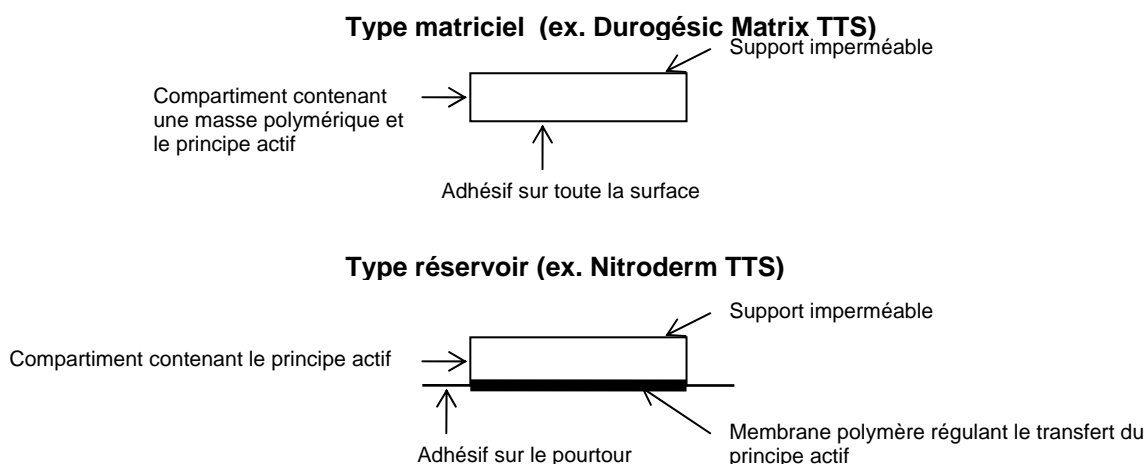 Type matriciel (ex. Durogésic Matrix TTS)
Support imperméable
Compartiment contenant
une masse polymérique et
le principe actif
Adhésif sur toute la surface
Type réservoir (ex. Nitroderm TTS)
Support imperméable
Compartiment contenant le principe actif
Membrane polymère régulant le transfert du
principe actif
Adhésif sur le pourtour